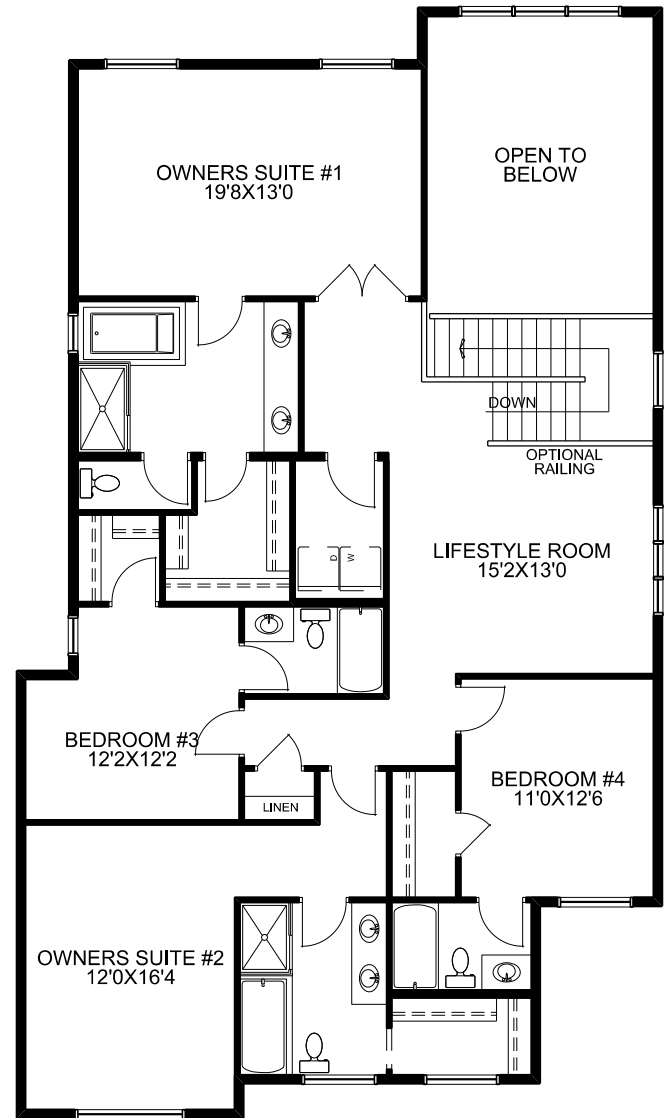 OWNERS SUITE #1
19'8X13'0
OPEN TO
BELOW
DOWN
OPTIONAL
RAILING
D
W
LIFESTYLE ROOM
15'2X13'0
BEDROOM #3
12'2X12'2
LINEN
BEDROOM #4
11'0X12'6
OWNERS SUITE #2
12'0X16'4